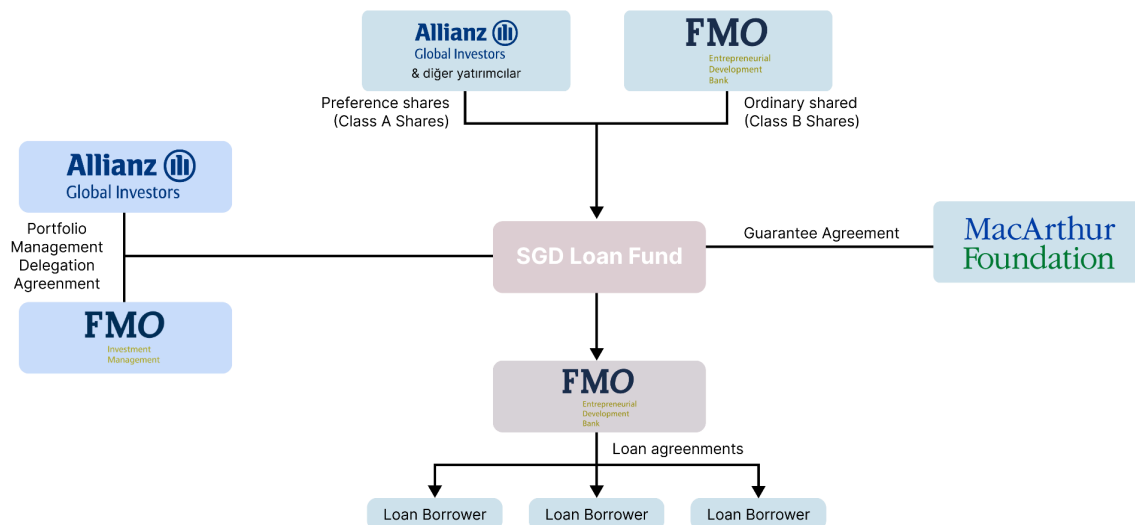 Allianz
Global Investors
& diğer yatırımcılar
FMO
Entrepreneurial
Development
Bank
Preference shares
(Class A Shares)
Ordinary shared
(Class B Shares)
Allianz
Global Investors
Portfolio
Management
Delegation
Agreenment
FMO
Investment
Management
SGD Loan Fund
Guarantee Agreement
MacArthur
Foundation
FMO
Entrepreneurial
Development
Bank
Loan agreenments
Loan Borrower
Loan Borrower
Loan Borrower